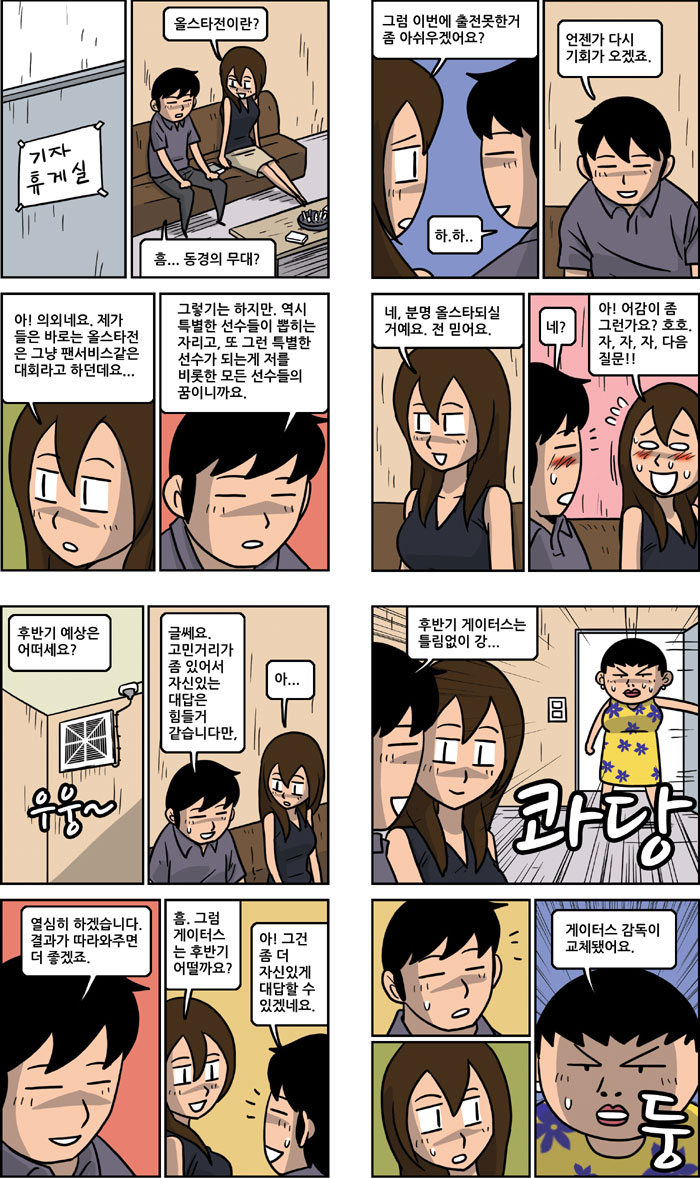 기자
휴게실
올스타전이란?
흠... 동경의 무대?
아! 의외네요. 제가
들은 바로는 올스타전
은 그냥 팬서비스같은
대회라고 하던데요...
그렇기는 하지만. 역시
특별한 선수들이 뽑히는
자리고, 또 그런 특별한
선수가 되는게 저를
비롯한 모든 선수들의
꿈이니까요.
그럼 이번에 출전못한거
좀 아쉬우겠어요?
하.하..
언젠가 다시
기회가 오겠죠.
네, 분명 올스타되실
거예요. 전 믿어요.
네?
아! 어감이 좀
그런가요? 호호.
자, 자, 자, 다음
질문!!
후반기 예상은
어떠세요?
우웅~
글쎄요.
고민거리가
좀 있어서
자신있는
대답은
힘들거
같습니다만,
아...
열심히 하겠습니다.
결과가 따라와주면
더 좋겠죠.
흠. 그럼
게이터스
는 후반기
어떨까요?
아! 그건
좀 더
자신있게
대답할 수
있겠네요.
후반기 게이터스는
틀림없이 강...
콰당
게이터스 감독이
교체됐어요.
둥